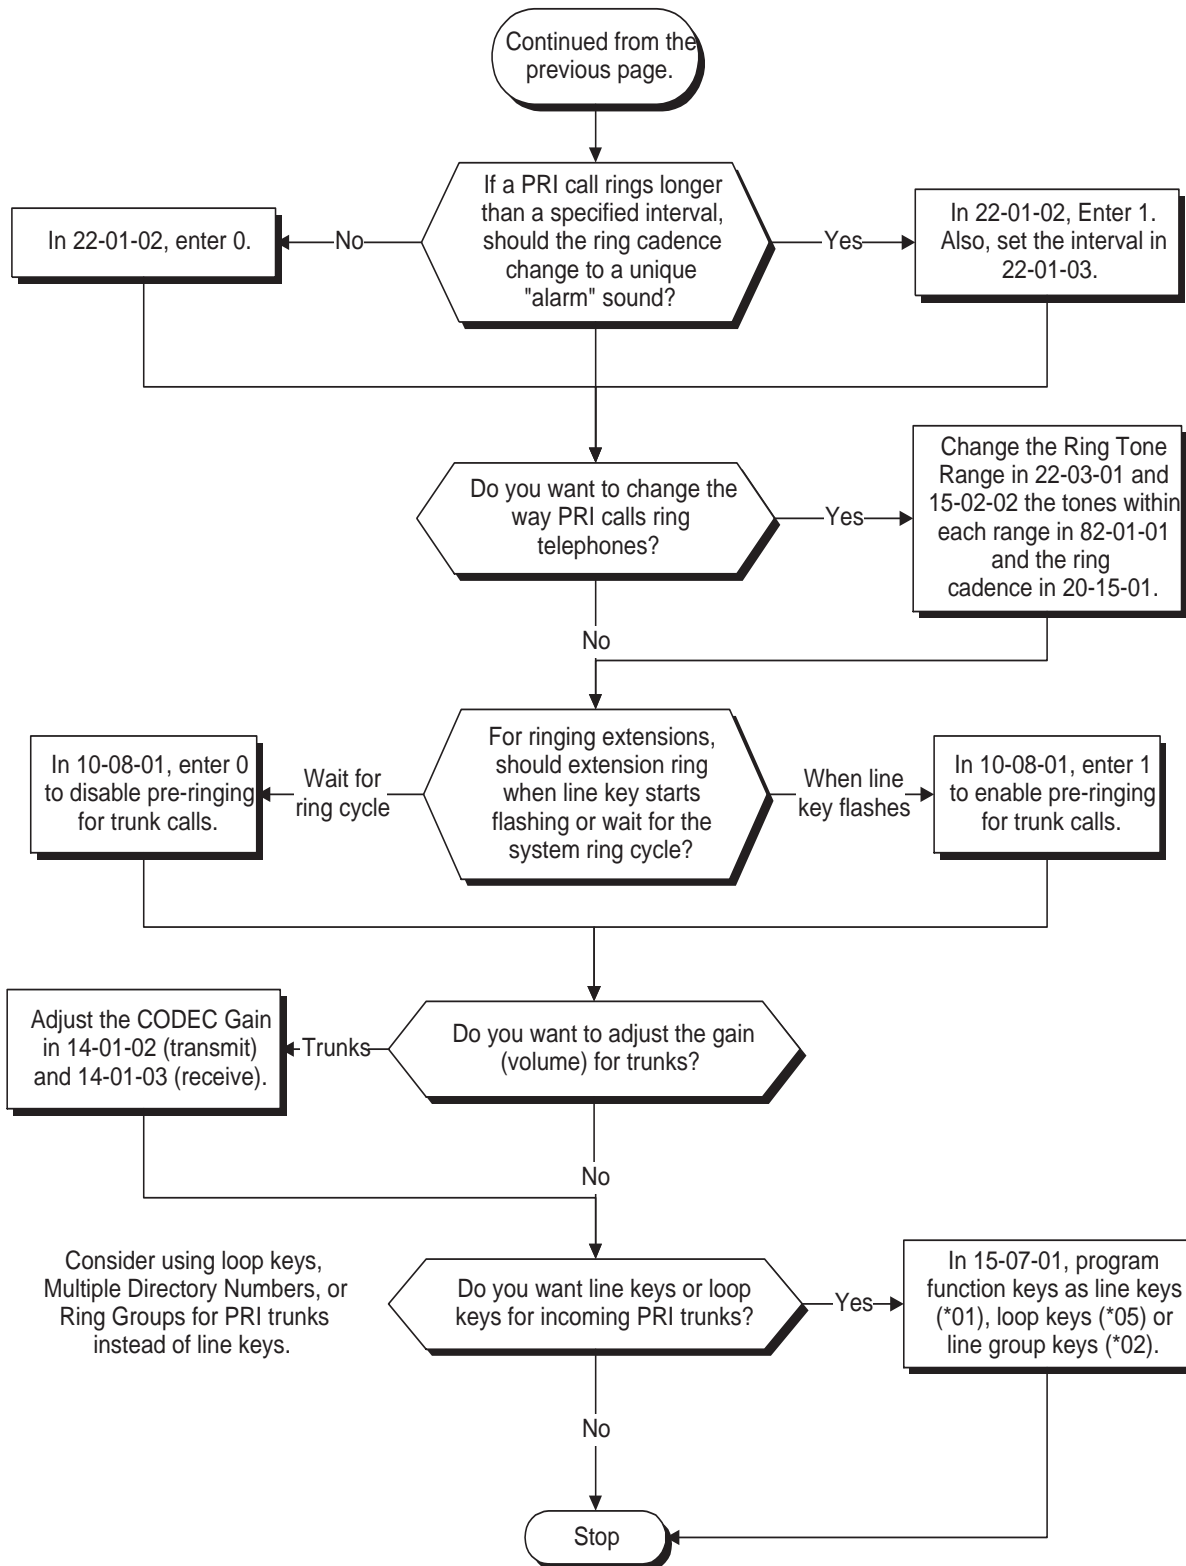 Continued from the
previous page.
If a PRI call rings longer
than a specified interval,
should the ring cadence
change to a unique
"alarm" sound?
No
In 22-01-02, enter 0.
Yes
In 22-01-02, Enter 1.
Also, set the interval in
22-01-03.
Do you want to change the
way PRI calls ring
telephones?
Yes
Change the Ring Tone
Range in 22-03-01 and
15-02-02 the tones within
each range in 82-01-01
and the ring
cadence in 20-15-01.
No
For ringing extensions,
should extension ring
when line key starts
flashing or wait for the
system ring cycle?
Wait for
ring cycle
In 10-08-01, enter 0
to disable pre-ringing
for trunk calls.
When line
key flashes
In 10-08-01, enter 1
to enable pre-ringing
for trunk calls.
Do you want to adjust the gain
(volume) for trunks?
Trunks
Adjust the CODEC Gain
in 14-01-02 (transmit)
and 14-01-03 (receive).
No
Consider using loop keys,
Multiple Directory Numbers, or
Ring Groups for PRI trunks
instead of line keys.
Do you want line keys or loop
keys for incoming PRI trunks?
Yes
In 15-07-01, program
function keys as line keys
(*01), loop keys (*05) or
line group keys (*02).
No
Stop